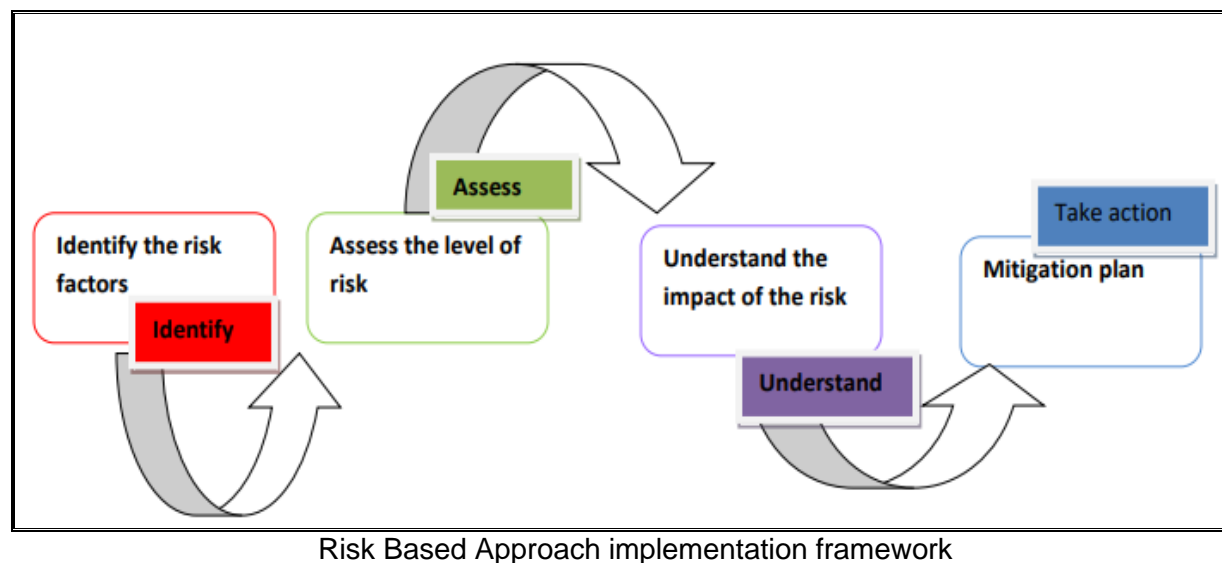 Identify the risk
factors
Identify
Assess
Assess the level of
risk
Understand the
impact of the risk
Understand
Take action
Mitigation plan
Risk Based Approach implementation framework